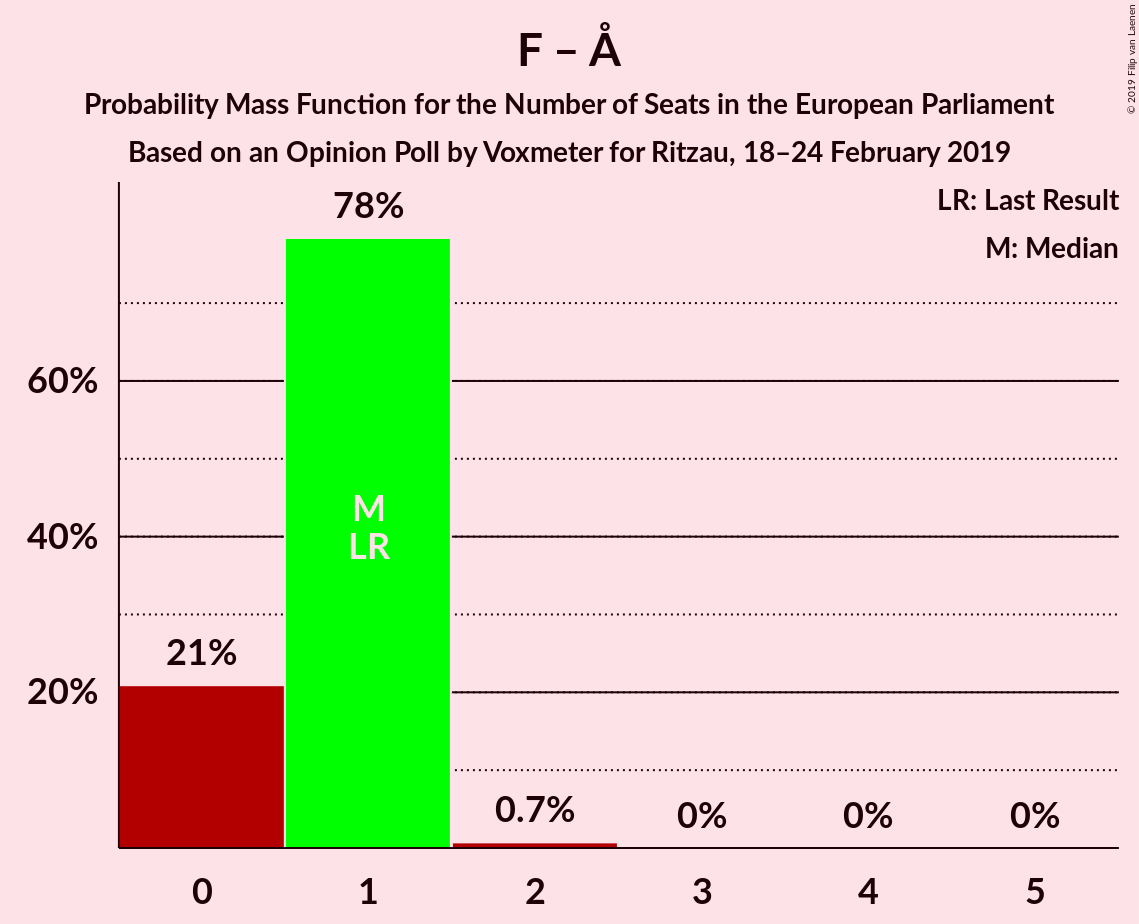 F – Å
Probability Mass Function for the Number of Seats in the European Parliament
Based on an Opinion Poll by Voxmeter for Ritzau, 18–24 February 2019
© 2019 Filip van Laenen
LR: Last Result
M: Median
78%
60%
M
40%
LR
21%
20%
0.7%
0%
0%
0%
0
1
2
3
4
5